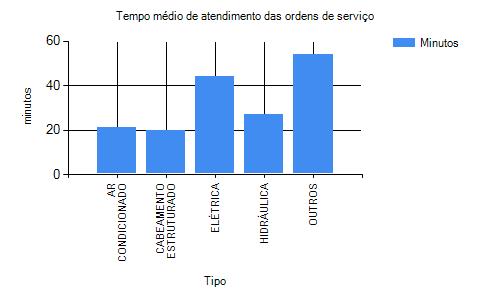 Tempo médio de atendimento das ordens de serviço
Minutos
minutos
60
40
20
0
AR
CONDICIONADO
CABEAMENTO
ESTRUTURADO
ELÉTRICA
HIDRÁULICA
OUTROS
Tipo